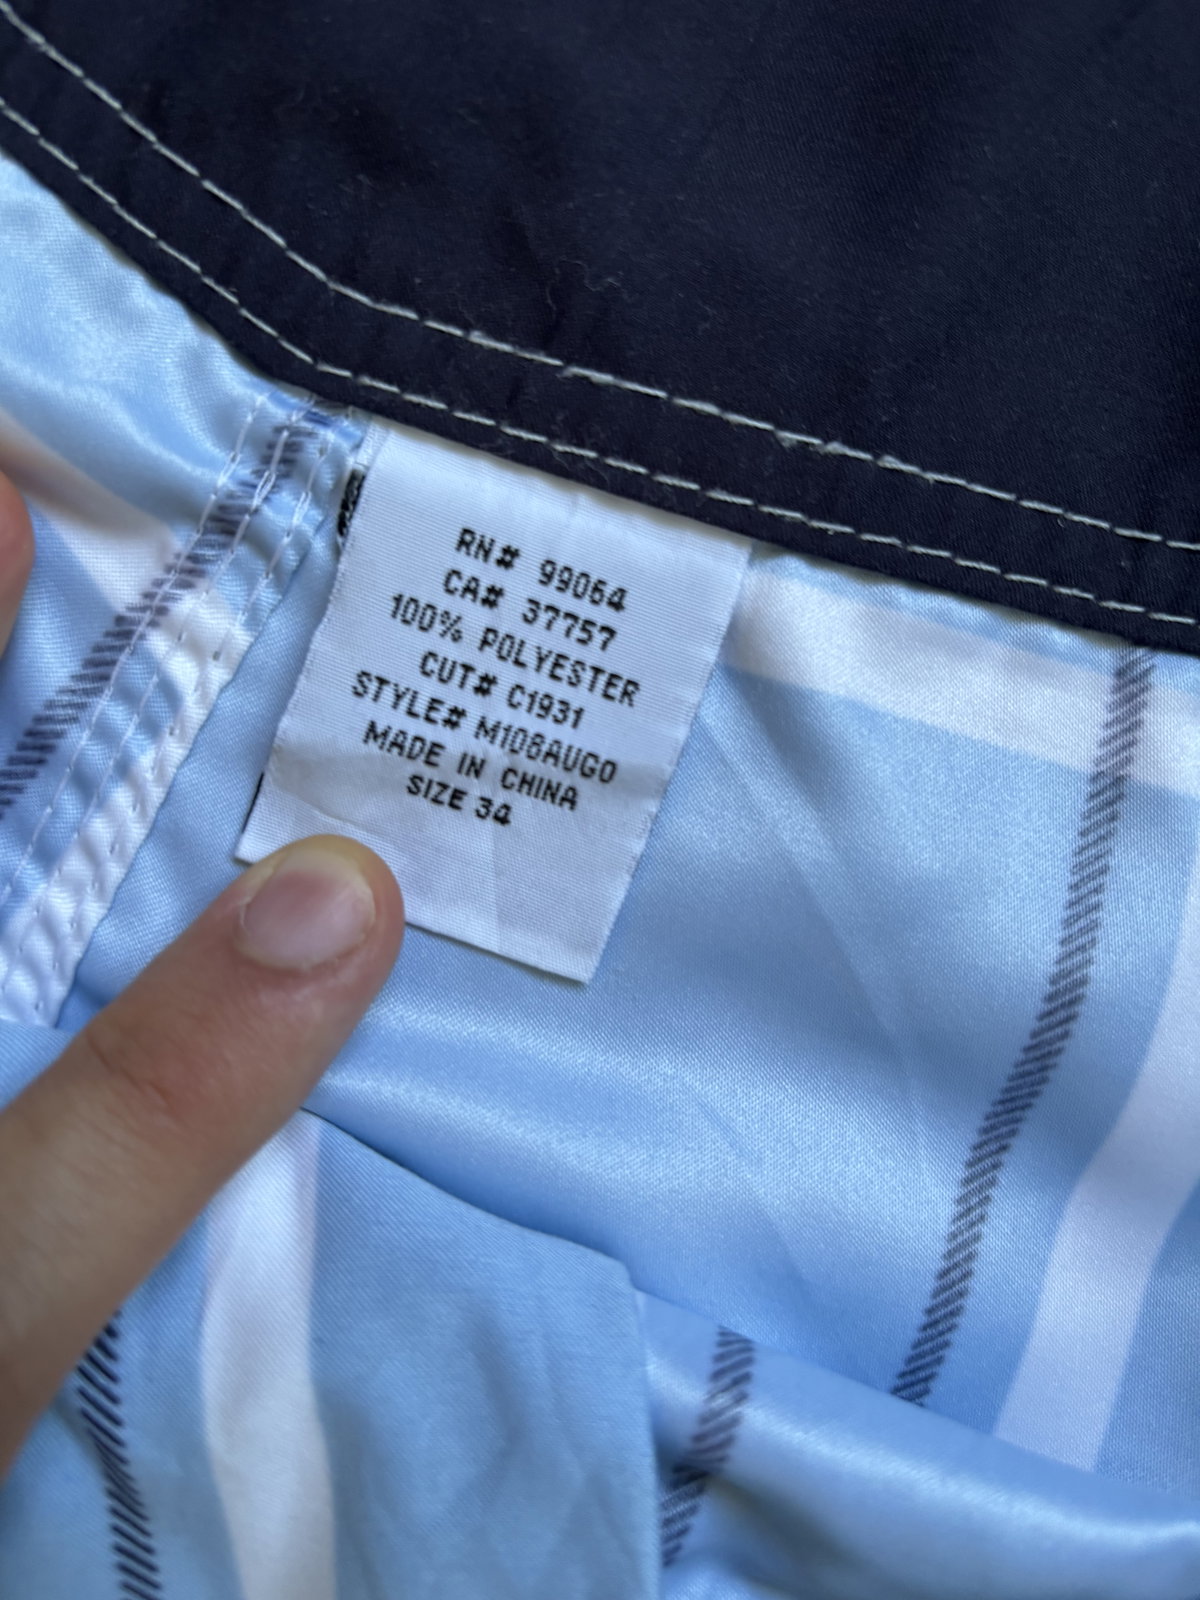 RN# 99064
CA# 37757
100% POLYESTER
CUT# C1931
STYLE# M108AUGO
MADE IN CHINA
SIZE 34